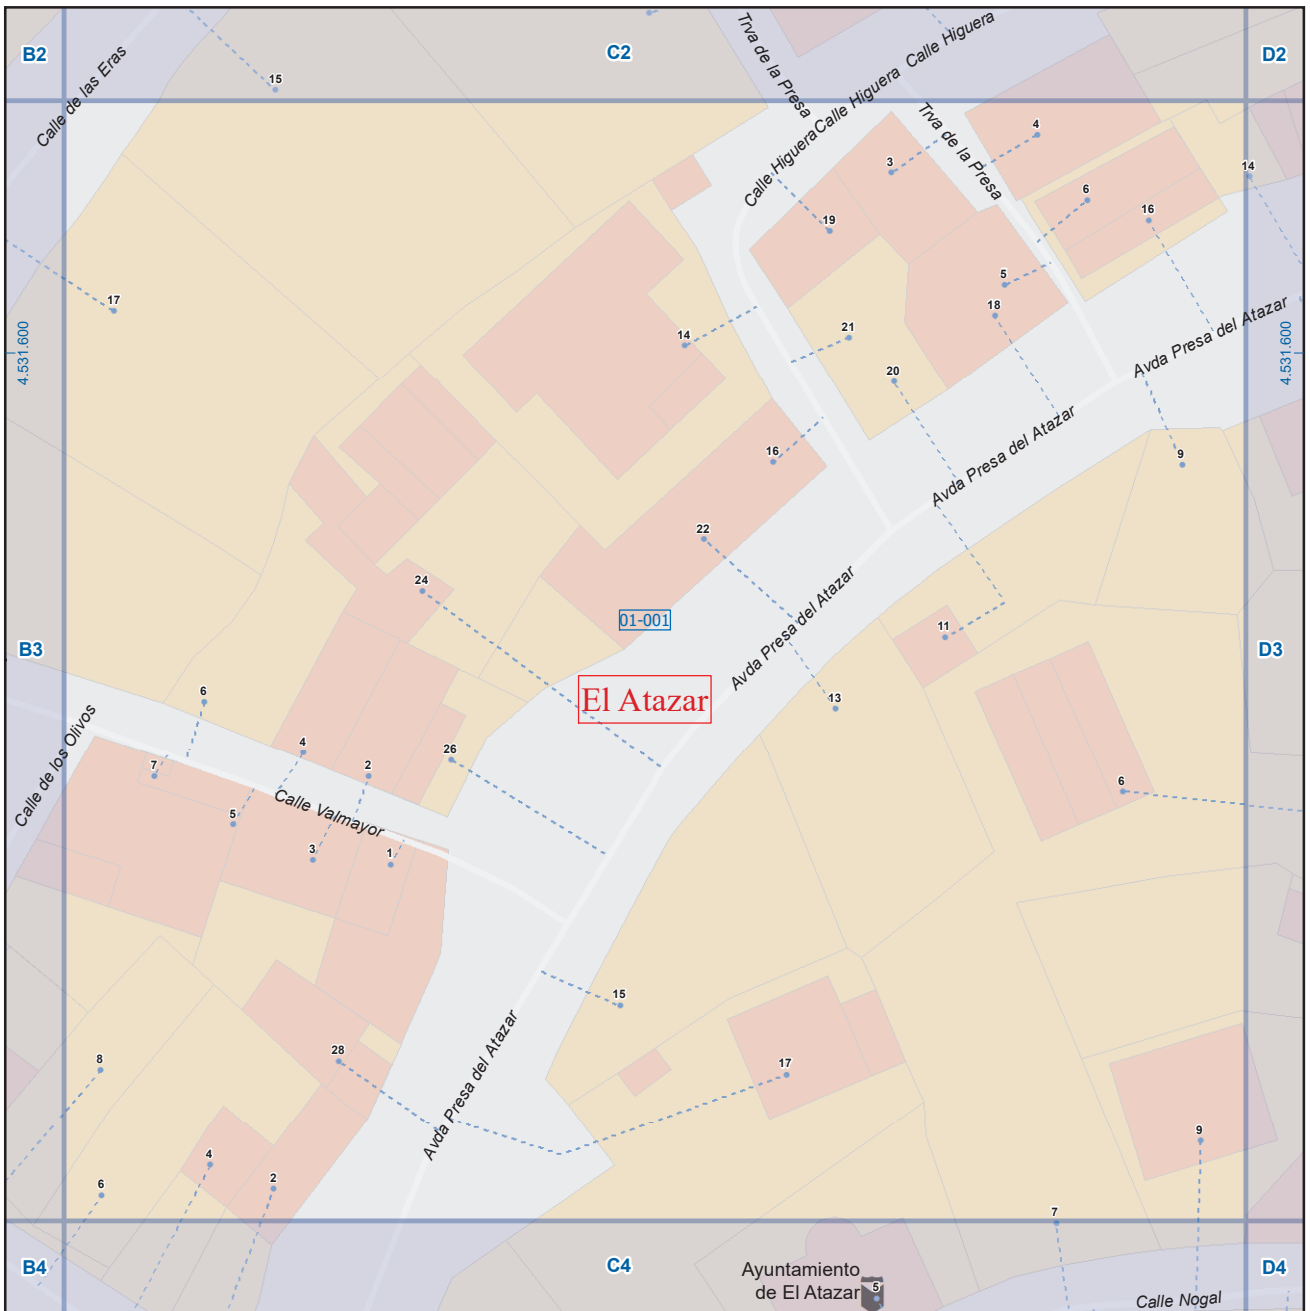 B2
C2
D2
Calle de las Eras
Trva de la Presa
Calle Higuera
Calle Higuera
Calle Higuera
Trva de la Presa
15
4
3
14
6
16
19
17
5
18
14
21
4.531.600
4.531.600
Avda Presa del Atazar
20
Avda Presa del Atazar
16
9
22
24
Avda Presa del Atazar
01-001
11
B3
D3
El Atazar
6
13
Calle de los Olivos
4
26
2
7
6
5
Calle Valmayor
3
1
15
Avda Presa del Atazar
28
8
17
9
4
2
6
7
B4
C4
D4
Ayuntamiento
de El Atazar
5
Calle Nogal